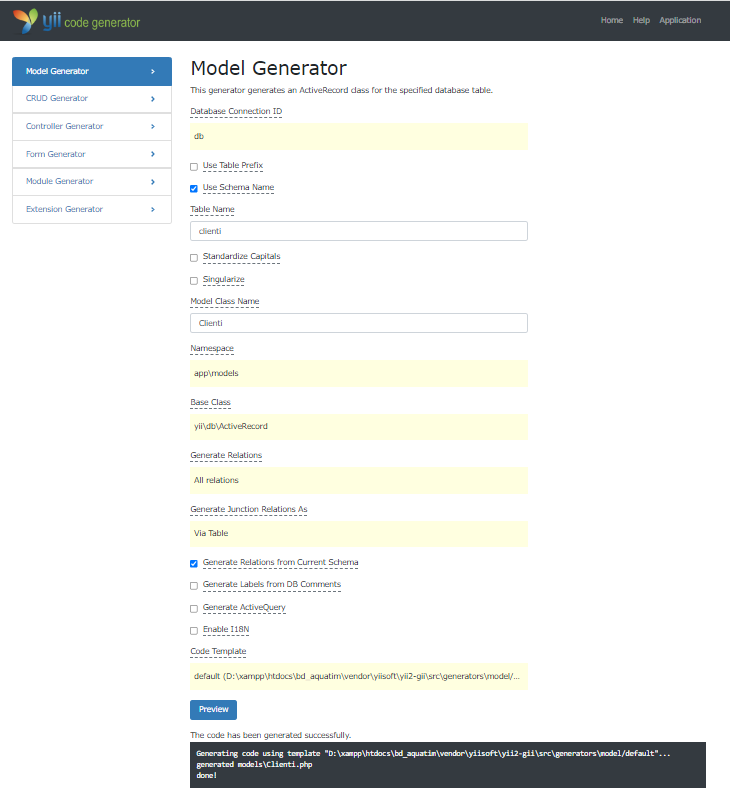 yii code generator
Home Help Application
Model Generator
CRUD Generator
Controller Generator
Form Generator
Module Generator
Extension Generator
Model Generator
This generator generates an ActiveRecord class for the specified database table.
Database Connection ID
db
Use Table Prefix
Use Schema Name
Table Name
clienti
Standardize Capitals
Singularize
Model Class Name
Clienti
Namespace
app\models
Base Class
yii\db\ActiveRecord
Generate Relations
All relations
Generate Junction Relations As
Via Table
Generate Relations from Current Schema
Generate Labels from DB Comments
Generate ActiveQuery
Enable I18N
Code Template
default (D:\xampp\htdocs\bd_aquatim\vendor\yiisoft\yii2-gii\src\generators\model/...
Preview
The code has been generated successfully.
Generating code using template "D:\xampp\htdocs\bd_aquatim\vendor\yiisoft\yii2-gii\src\generators\model/default"...
generated models\Clienti.php
done!